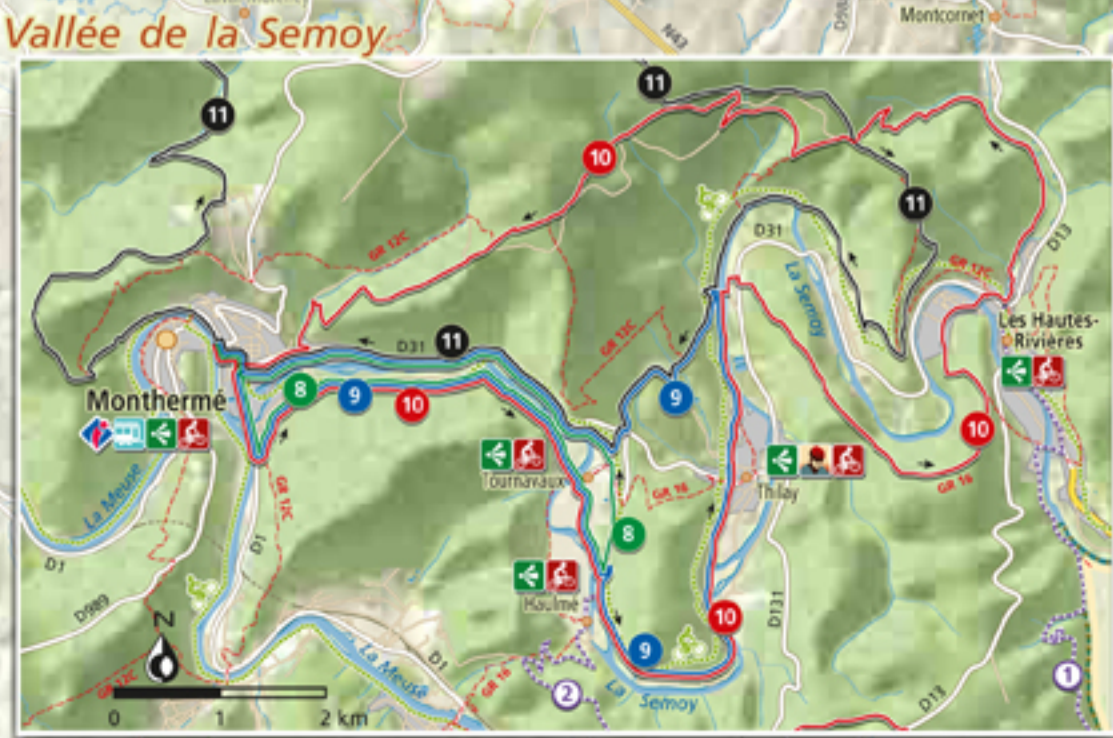 N43
Montcornet
Vallée de la Semoy
11
11
10
11
GR 12C
D31
La Semoy
GR 12C
D13
Les Hautes-
Rivières
D31
11
GR 12C
8
9
10
9
10
Monthermé
Tournavaux
GR 16
Thilay
GR 16
La Meuse
GR 12C
D1
8
D1
D989
Haulmé
10
D131
N
La Meuse
D1
9
GR 16
2
La Semoy
1
GR 12C
D13
0 1 2 km